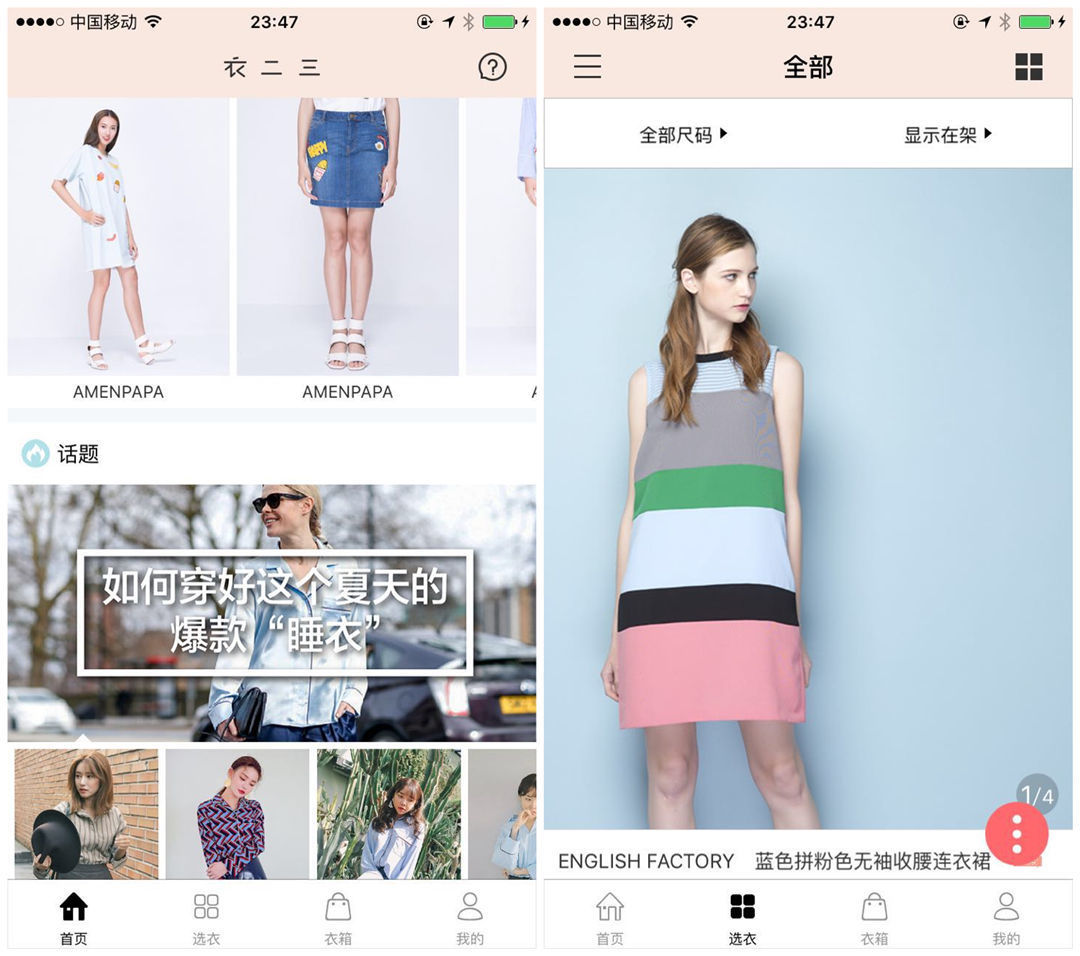 中国移动
23:47
衣二三
AMENPAPA
HAPPY
AMENPAPA
话题
如何穿好这个夏天的
爆款“睡衣”
首页
选衣
衣箱
我的
中国移动
23:47
全部
全部尺码
显示在架
1/4
ENGLISH FACTORY 蓝色拼粉色无袖收腰连衣裙
首页
选衣
衣箱
我的